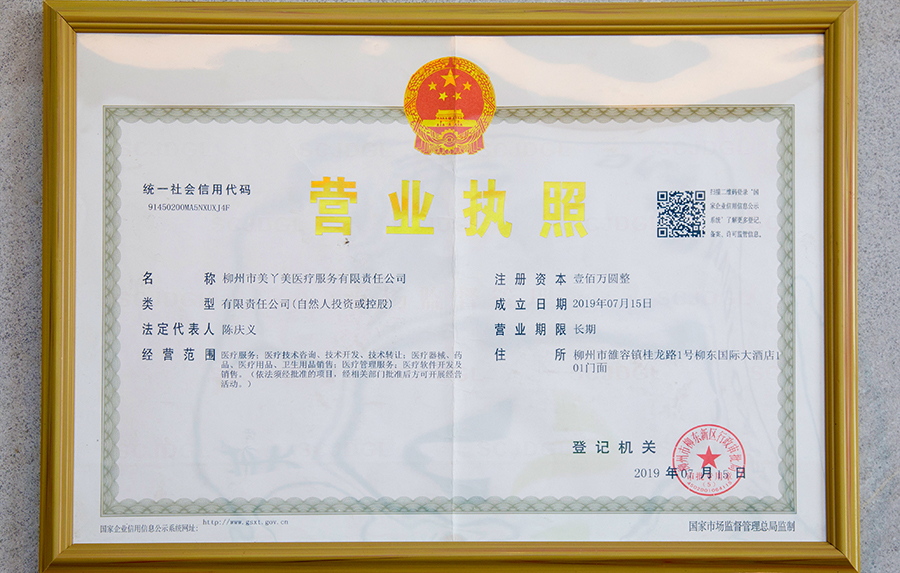 统一社会信用代码
91450200MA5NXUXJ4F
营业执照
扫描二维码登录“国
家企业信用信息公示
系统”了解更多登记、
备案、许可监管信息。
名 称 柳州市美丫美医疗服务有限责任公司
类 型 有限责任公司(自然人投资或控股)
法定代表人 陈庆义
经营范围 医疗服务；医疗技术咨询、技术开发、技术转让；医疗器械、药
品、医疗用品、卫生用品销售；医疗管理服务；医疗软件开发及
销售。（依法须经批准的项目，经相关部门批准后方可开展经营
活动。）
注册资本 壹佰万圆整
成立日期 2019年07月15日
营业期限 长期
住 所 柳州市雒容镇桂龙路1号柳东国际大酒店1
01门面
登记机关
柳州市柳东新区行政审批局
2019 年 07 月 15 日
国家企业信用信息公示系统网址：http://www.gsxt.gov.cn
国家市场监督管理总局监制